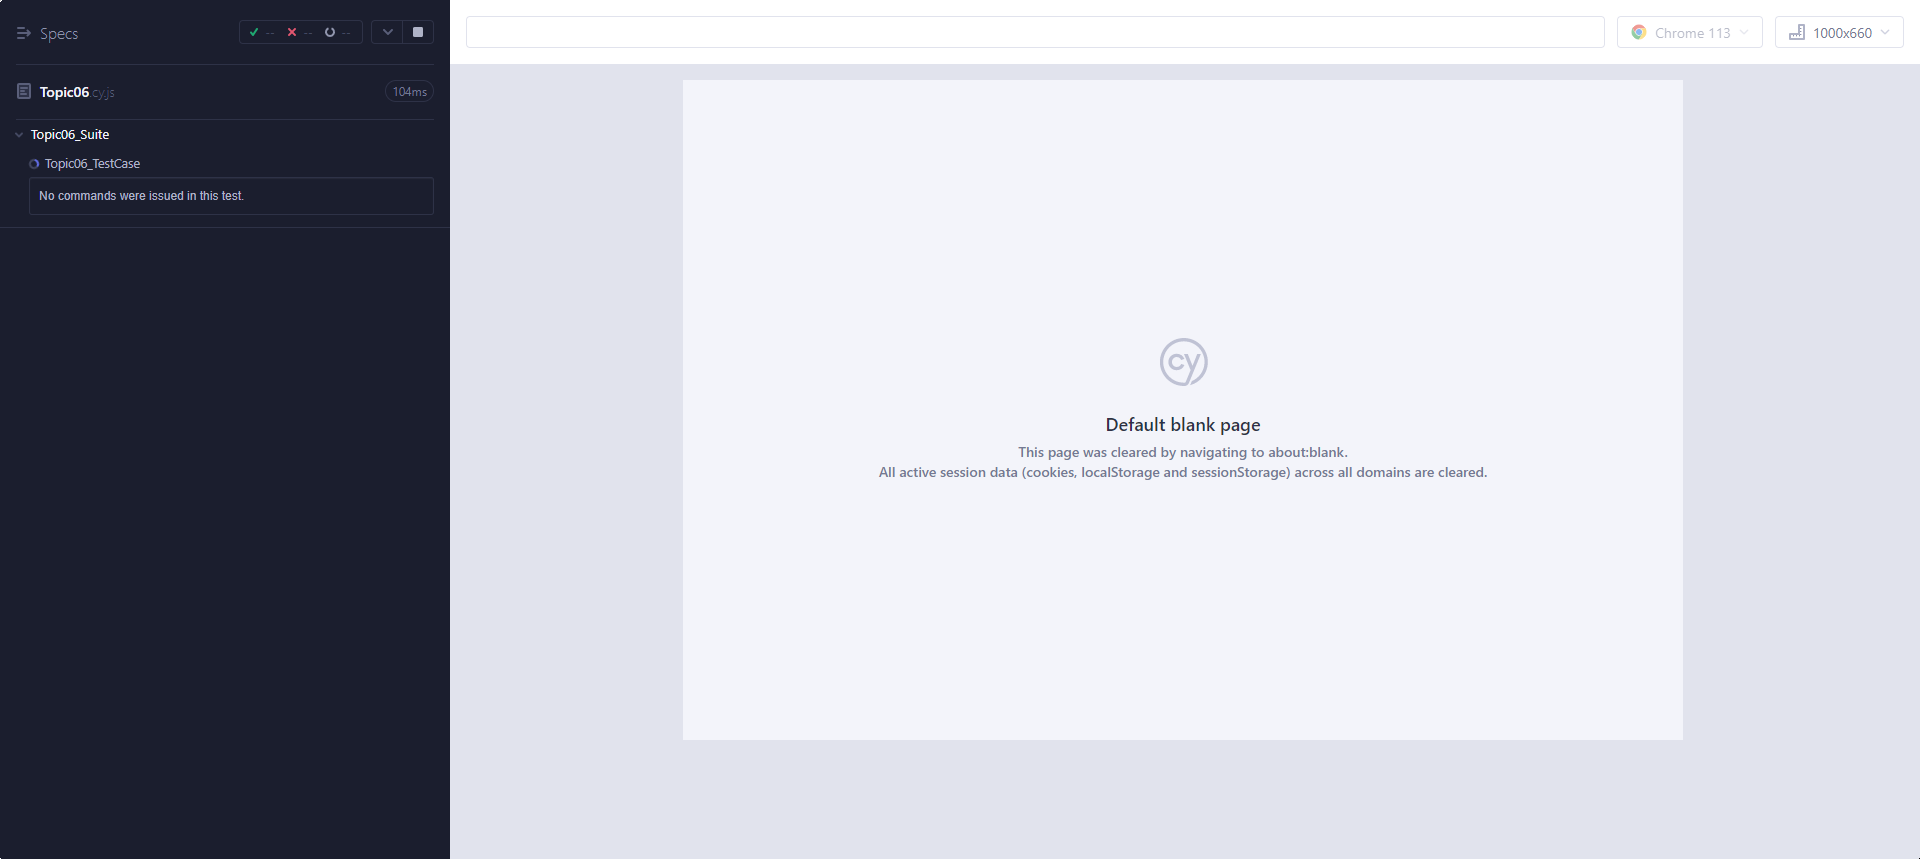 Specs
-- -- --
Topic06.cy.js 104ms
Topic06_Suite
Topic06_TestCase
No commands were issued in this test.
Chrome 113
1000x660
cy
Default blank page
This page was cleared by navigating to about:blank.
All active session data (cookies, localStorage and sessionStorage) across all domains are cleared.